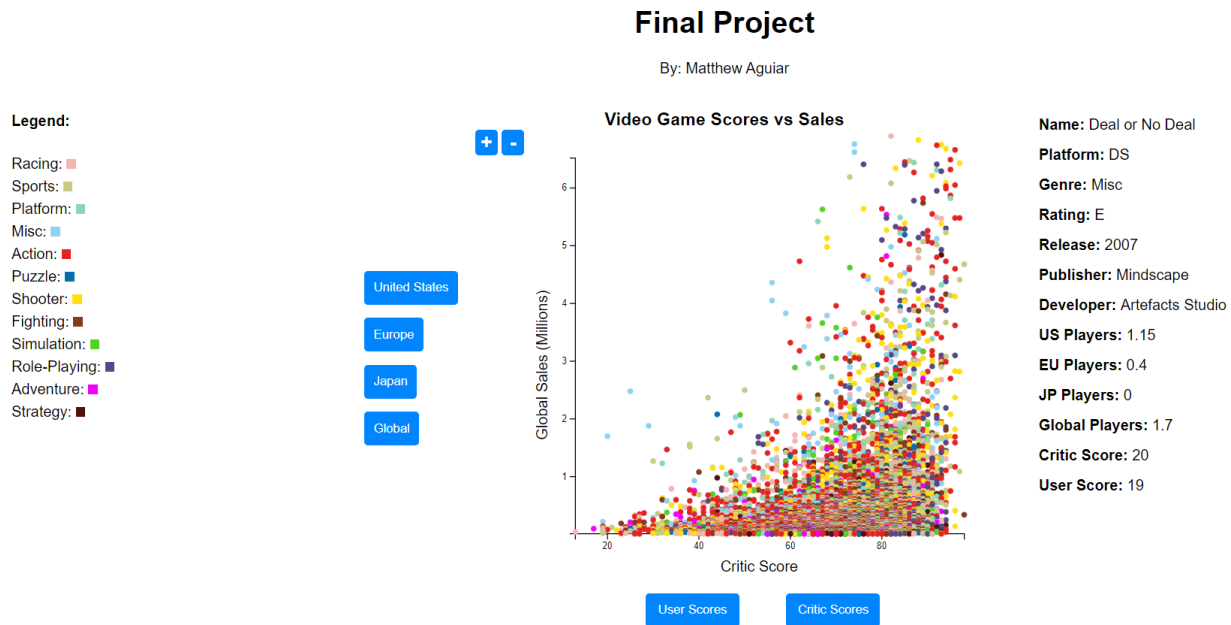 Final Project
By: Matthew Aguiar
Legend:
Racing:
Sports:
Platform:
Misc:
Action:
Puzzle:
Shooter:
Fighting:
Simulation:
Role-Playing:
Adventure:
Strategy:
+ -
United States
Europe
Japan
Global
Video Game Scores vs Sales
Global Sales (Millions)
6
5
4
3
2
1
20 40 60 80
Critic Score
User Scores Critic Scores
Name: Deal or No Deal
Platform: DS
Genre: Misc
Rating: E
Release: 2007
Publisher: Mindscape
Developer: Artefacts Studio
US Players: 1.15
EU Players: 0.4
JP Players: 0
Global Players: 1.7
Critic Score: 20
User Score: 19